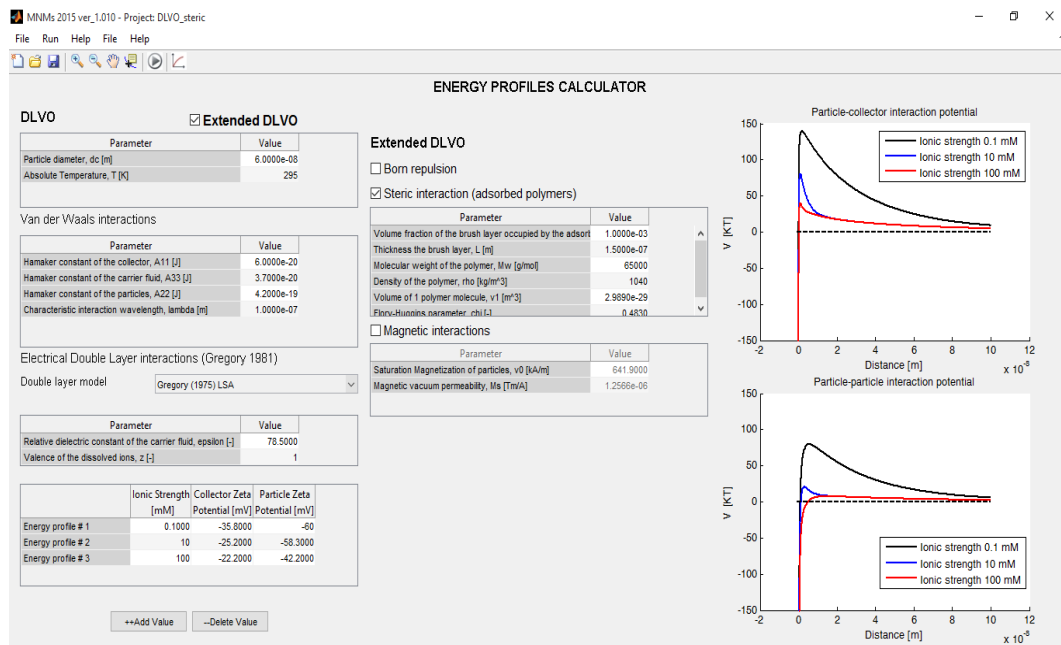 MNMs 2015 ver_1.010 - Project: DLVO_steric
File Run Help File Help
ENERGY PROFILES CALCULATOR
DLVO
Extended DLVO
Parameter Value
Particle diameter, dc [m] 6.0000e-08
Absolute Temperature, T [K] 295
Van der Waals interactions
Parameter Value
Hamaker constant of the collector, A11 [J] 6.0000e-20
Hamaker constant of the carrier fluid, A33 [J] 3.7000e-20
Hamaker constant of the particles, A22 [J] 4.2000e-19
Characteristic interaction wavelength, lambda [m] 1.0000e-07
Electrical Double Layer interactions (Gregory 1981)
Double layer model Gregory (1975) LSA
Parameter Value
Relative dielectric constant of the carrier fluid, epsilon [-] 78.5000
Valence of the dissolved ions, z [-] 1
Ionic Strength Collector Zeta Particle Zeta
[mM] Potential [mV] Potential [mV]
Energy profile # 1 0.1000 -35.8000 -60
Energy profile # 2 10 -25.2000 -58.3000
Energy profile # 3 100 -22.2000 -42.2000
++Add Value --Delete Value
Extended DLVO
Born repulsion
Steric interaction (adsorbed polymers)
Parameter Value
Volume fraction of the brush layer occupied by the adsort 1.0000e-03
Thickness the brush layer, L [m] 1.5000e-07
Molecular weight of the polymer, Mw [g/mol] 65000
Density of the polymer, rho [kg/m^3] 1040
Volume of 1 polymer molecule, v1 [m^3] 2.9890e-29
Flory-Huggins parameter, chi [-] 0.4830
Magnetic interactions
Parameter Value
Saturation Magnetization of particles, v0 [kA/m] 641.9000
Magnetic vacuum permeability, Ms [Tm/A] 1.2566e-06
Particle-collector interaction potential
150
100
50
0
-50
-100
-150
V [KT]
Ionic strength 0.1 mM
Ionic strength 10 mM
Ionic strength 100 mM
-2 0 2 4 6 8 10 12
Distance [m]
x 10⁻⁸
Particle-particle interaction potential
150
100
50
0
-50
-100
-150
V [KT]
Ionic strength 0.1 mM
Ionic strength 10 mM
Ionic strength 100 mM
-2 0 2 4 6 8 10 12
Distance [m]
x 10⁻⁸